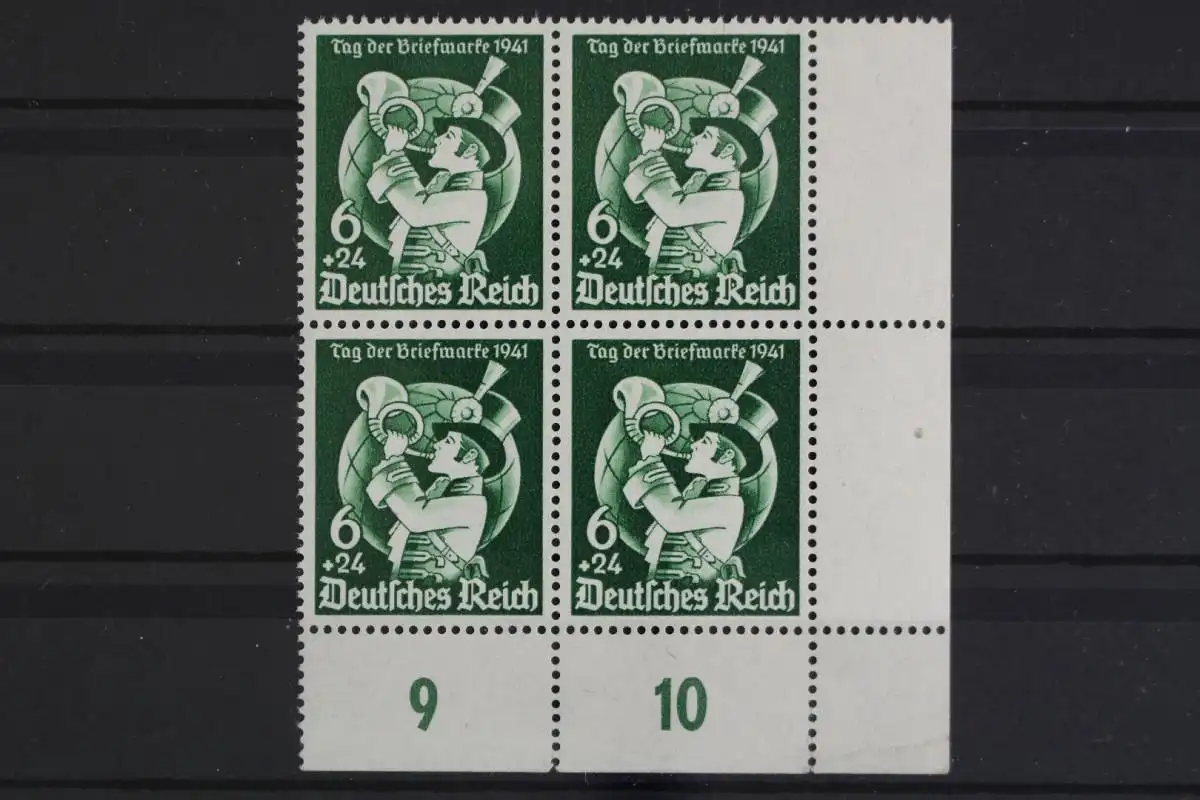 Tag der Briefmarke 1941
6
+24
Deutsches Reich
Tag der Briefmarke 1941
6
+24
Deutsches Reich
Tag der Briefmarke 1941
6
+24
Deutsches Reich
Tag der Briefmarke 1941
6
+24
Deutsches Reich
9
10